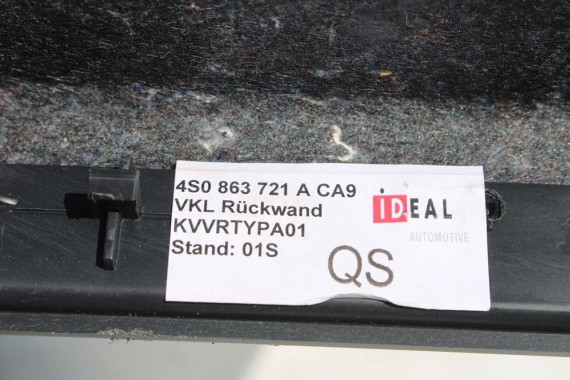 4S0 863 721 A CA9
VKL Rückwand
KVVRTYPA01
Stand: 01S
iDEAL
AUTOMOTIVE
QS